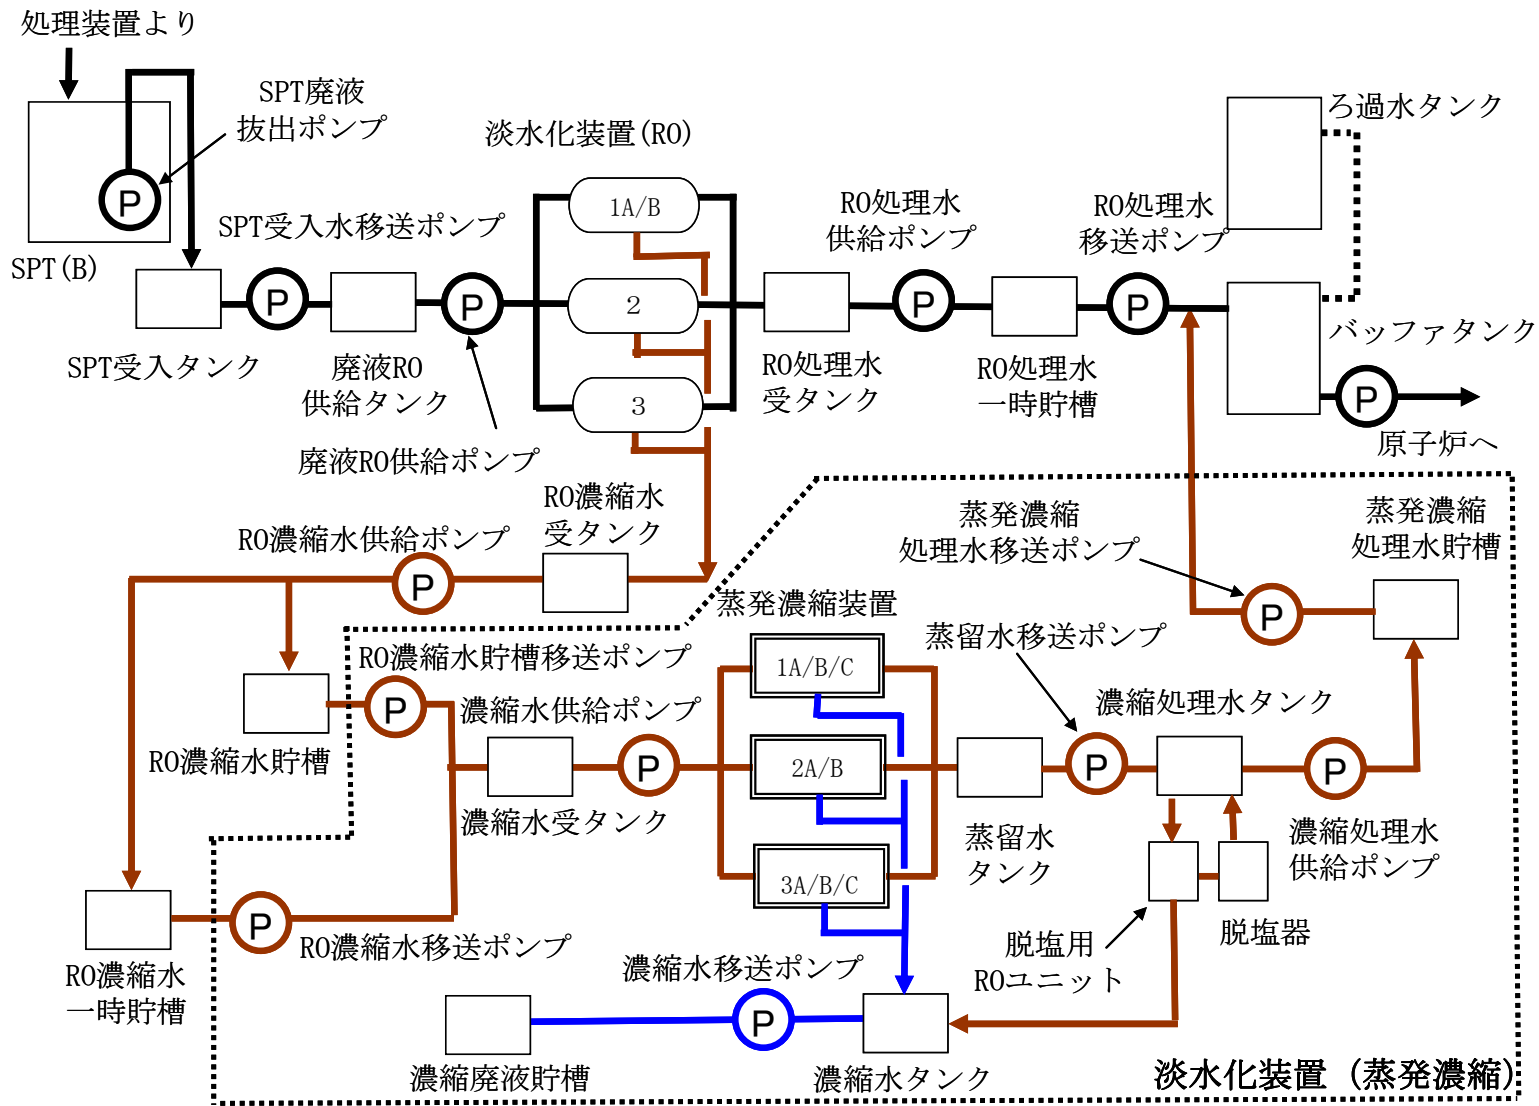 処理装置より
SPT廃液
抜出ポンプ
P
SPT(B)
淡水化装置(RO)
1A/B
2
3
SPT受入水移送ポンプ
P
SPT受入タンク
廃液RO
供給タンク
P
廃液RO供給ポンプ
RO処理水
供給ポンプ
P
RO処理水
受タンク
RO処理水
移送ポンプ
P
RO処理水
一時貯槽
ろ過水タンク
バッファタンク
P
原子炉へ
RO濃縮水
受タンク
RO濃縮水供給ポンプ
P
蒸発濃縮
処理水移送ポンプ
P
蒸発濃縮
処理水貯槽
蒸発濃縮装置
1A/B/C
2A/B
3A/B/C
RO濃縮水貯槽移送ポンプ
P
RO濃縮水貯槽
濃縮水供給ポンプ
P
濃縮水受タンク
蒸留水移送ポンプ
P
蒸留水
タンク
濃縮処理水タンク
P
濃縮処理水
供給ポンプ
脱塩器
脱塩用
ROユニット
P
RO濃縮水移送ポンプ
RO濃縮水
一時貯槽
濃縮水移送ポンプ
P
濃縮廃液貯槽
濃縮水タンク
淡水化装置（蒸発濃縮）